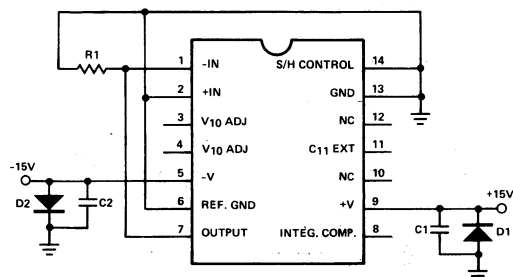 R1
1 -IN S/H CONTROL 14
2 +IN GND 13
3 V10 ADJ NC 12
4 V10 ADJ C11 EXT 11
-15V
5 -V NC 10
+15V
D2 C2
6 REF. GND +V 9
7 OUTPUT INTEG. COMP. 8
C1 D1